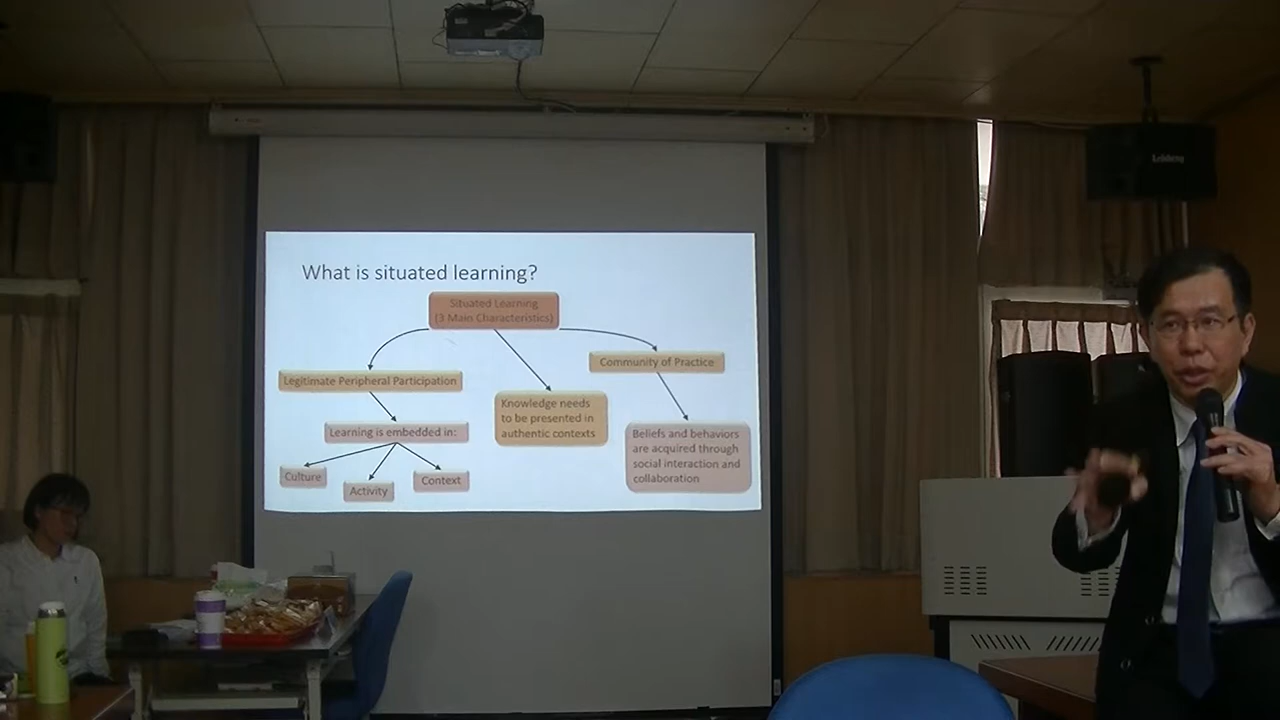 What is situated learning?
Situated Learning
(3 Main Characteristics)
Legitimate Peripheral Participation
Learning is embedded in:
Culture
Activity
Context
Knowledge needs
to be presented in
authentic contexts
Community of Practice
Beliefs and behaviors
are acquired through
social interaction and
collaboration